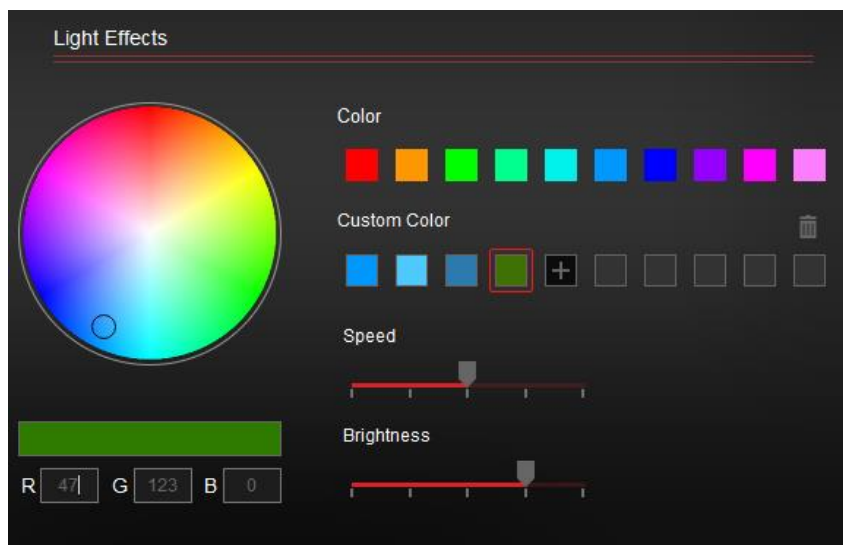 Light Effects
Color
Custom Color
Speed
Brightness
R 47 G 123 B 0